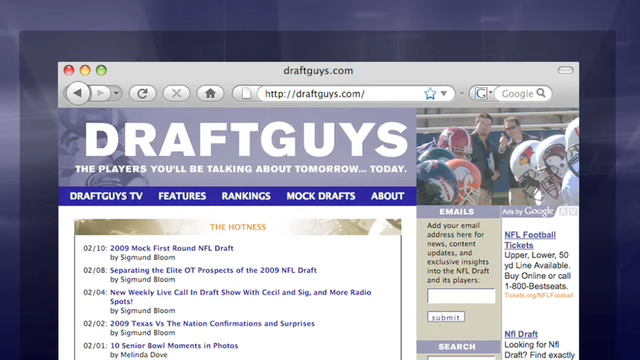 draftguys.com
http://draftguys.com/
G
Google
DRAFTGUYS
THE PLAYERS YOU'LL BE TALKING ABOUT TOMORROW... TODAY.
DRAFTGUYS TV FEATURES RANKINGS MOCK DRAFTS ABOUT
THE HOTNESS
02/10: 2009 Mock First Round NFL Draft
by Sigmund Bloom
02/08: Separating the Elite OT Prospects of the 2009 NFL Draft
by Sigmund Bloom
02/04: New Weekly Live Call In Draft Show With Cecil and Sig, and More Radio
Spots!
by Sigmund Bloom
02/02: 2009 Texas Vs The Nation Confirmations and Surprises
by Sigmund Bloom
02/01: 10 Senior Bowl Moments in Photos
by Melinda Dove
EMAILS
Add your email
address here for
news, content
updates, and
exclusive insights
into the NFL Draft
and its players:
submit
SEARCH
Ads by Google
NFL Football
Tickets
Upper, Lower, 50
yd Line Available.
Buy Online or call
1-800-Bestseats.
Tickets.org/NFLFootball
Nfl Draft
Looking for Nfl
Draft? Find exactly